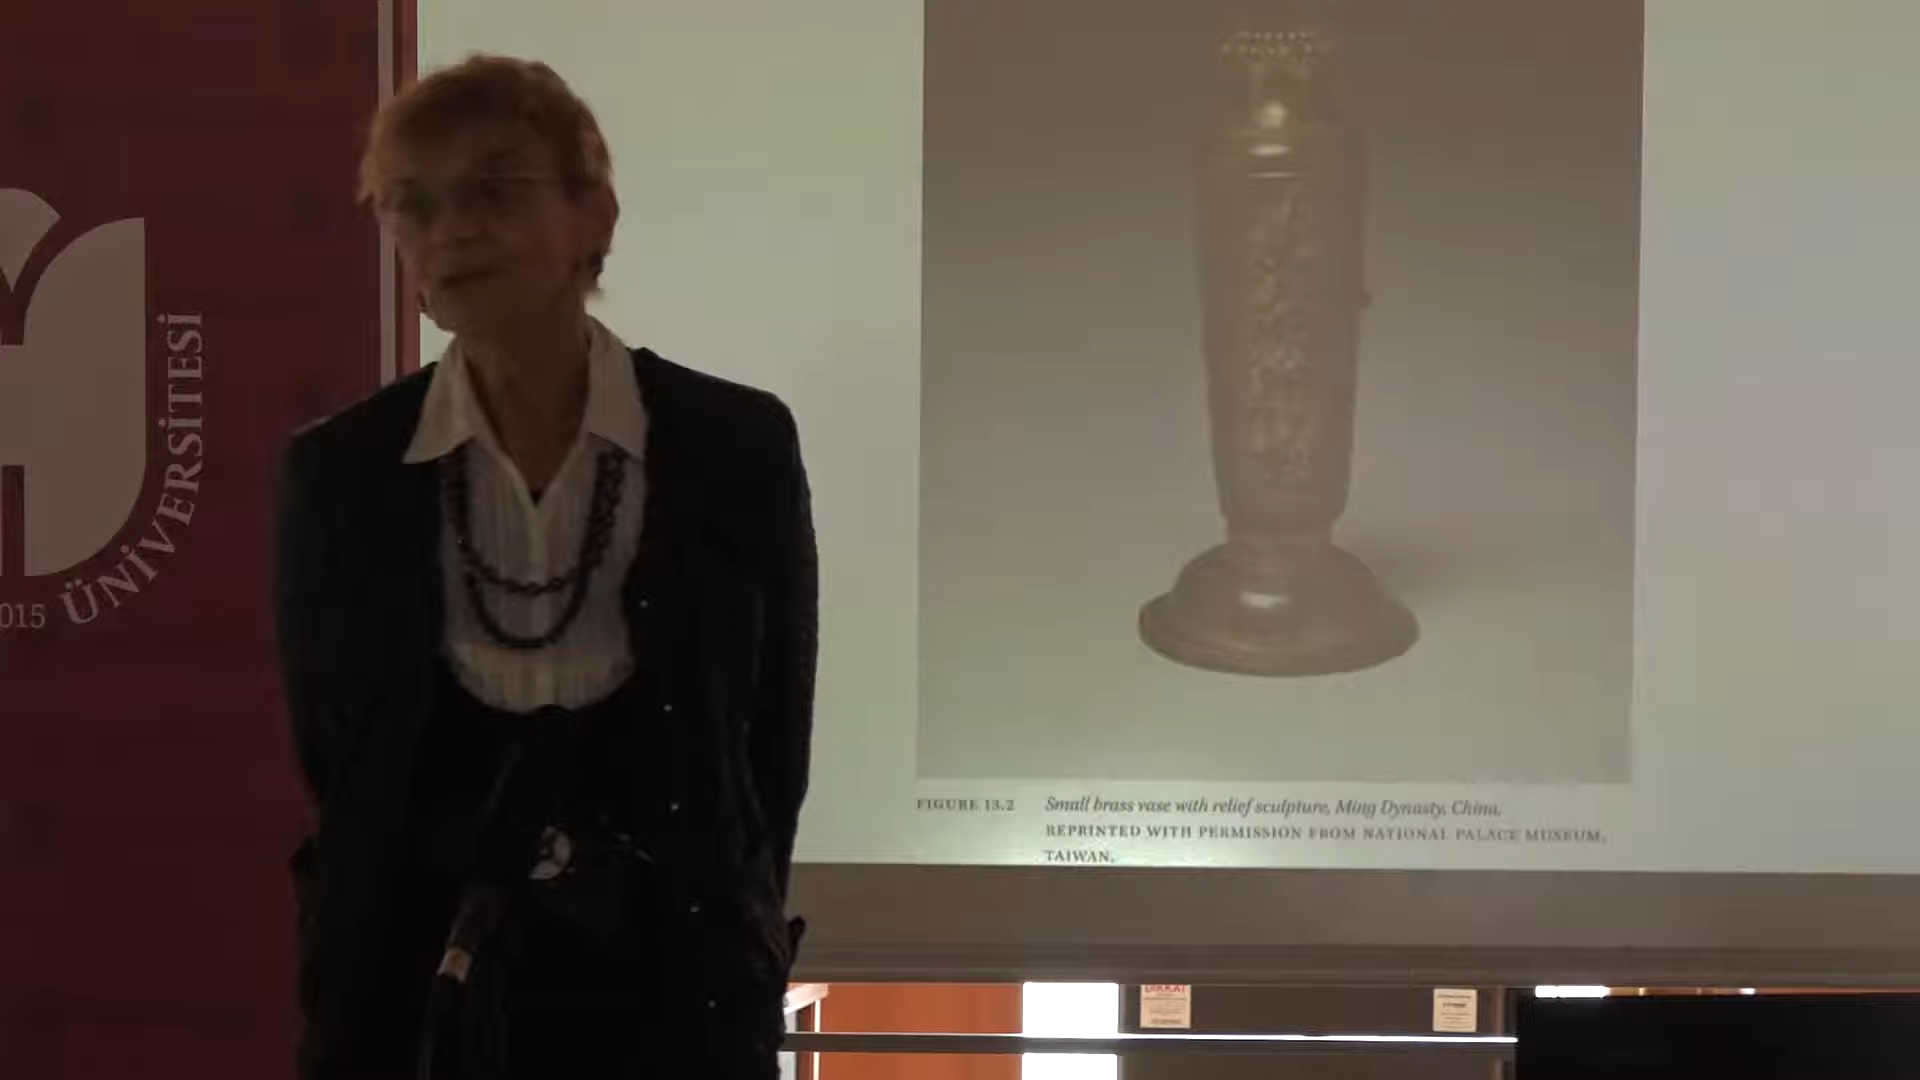 ÜNİVERSİTESİ
015
FIGURE 13.2 Small brass vase with relief sculpture, Ming Dynasty, China.
REPRINTED WITH PERMISSION FROM NATIONAL PALACE MUSEUM,
TAIWAN.
DİKKAT